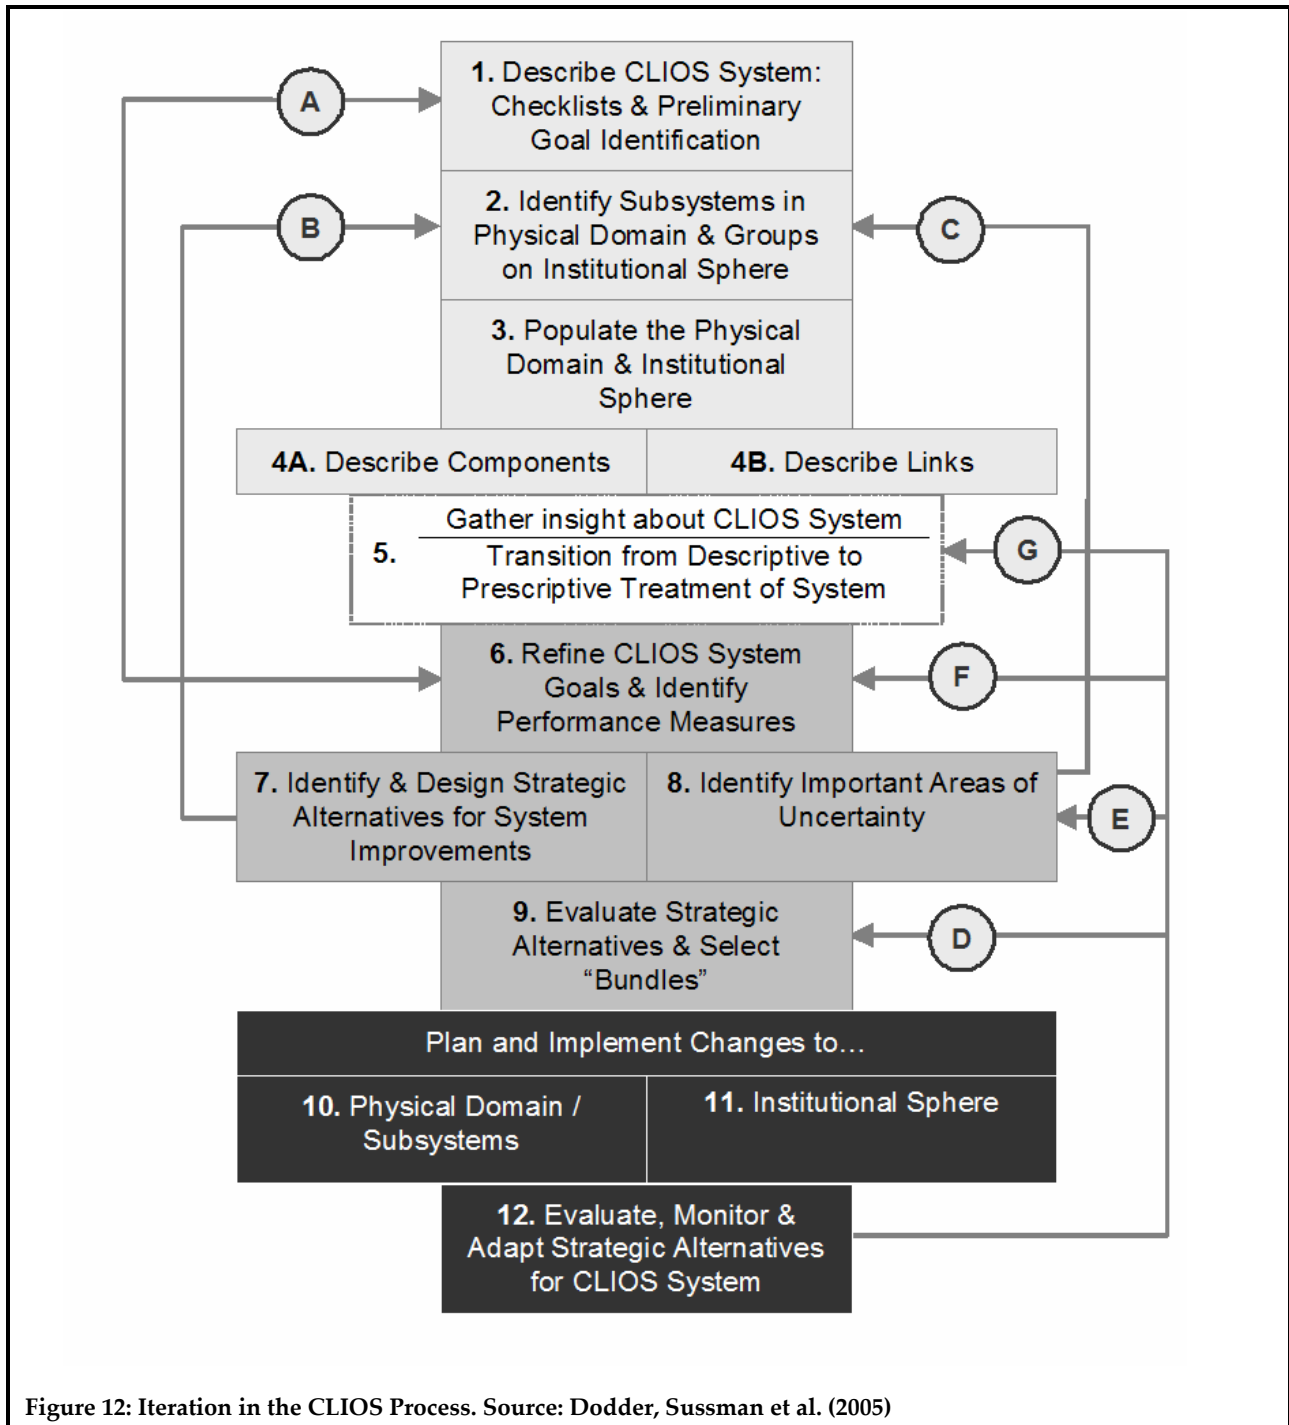 A
1. Describe CLIOS System:
Checklists & Preliminary
Goal Identification
B
2. Identify Subsystems in
Physical Domain & Groups
on Institutional Sphere
C
3. Populate the Physical
Domain & Institutional
Sphere
4A. Describe Components
4B. Describe Links
5.
Gather insight about CLIOS System
Transition from Descriptive to
Prescriptive Treatment of System
G
6. Refine CLIOS System
Goals & Identify
Performance Measures
F
7. Identify & Design Strategic
Alternatives for System
Improvements
8. Identify Important Areas of
Uncertainty
E
9. Evaluate Strategic
Alternatives & Select
“Bundles”
D
Plan and Implement Changes to…
10. Physical Domain /
Subsystems
11. Institutional Sphere
12. Evaluate, Monitor &
Adapt Strategic Alternatives
for CLIOS System
Figure 12: Iteration in the CLIOS Process. Source: Dodder, Sussman et al. (2005)